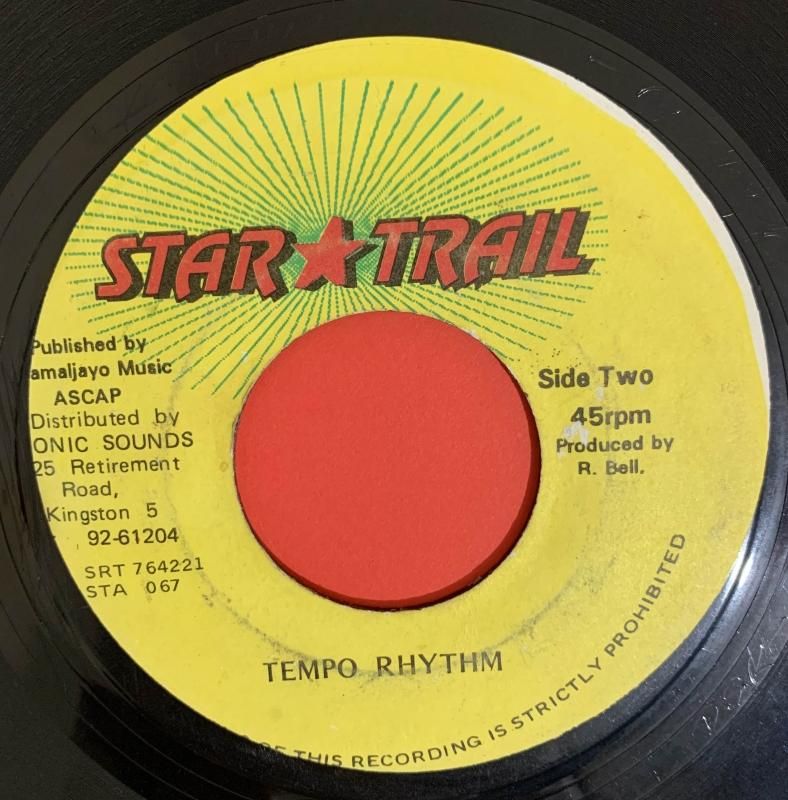 STAR TRAIL
Published by
amaljayo Music
ASCAP
Distributed by
ONIC SOUNDS
25 Retirement
Road,
Kingston 5
92-61204
SRT 764221
STA 067
Side Two
45rpm
Produced by
R. Bell.
TEMPO RHYTHM
OF THIS RECORDING IS STRICTLY PROHIBITED